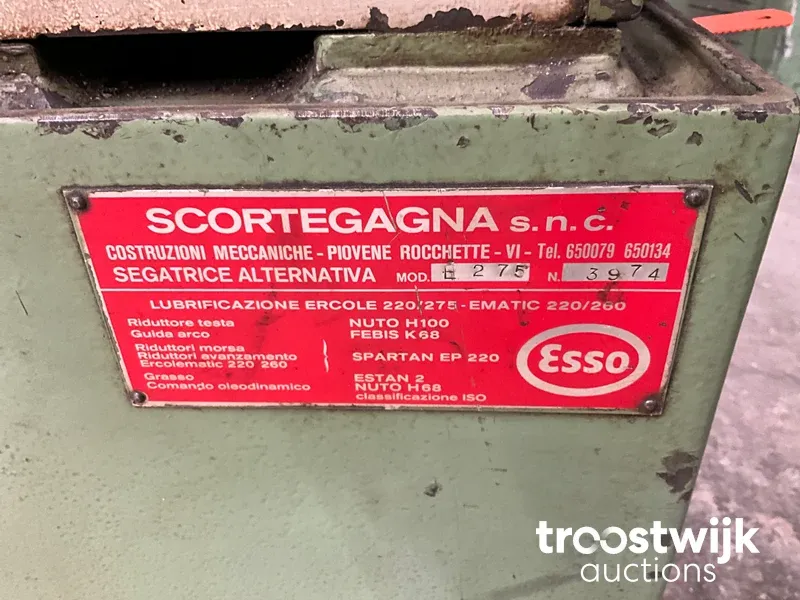 SCORTEGAGNA s.n.c.
COSTRUZIONI MECCANICHE - PIOVENE ROCCHETTE - VI - Tel. 650079 650134
SEGATRICE ALTERNATIVA MOD. E 275 N. 3974
LUBRIFICAZIONE ERCOLE 220/275 - EMATIC 220/260
Riduttore testa NUTO H100
Guida arco FEBIS K68
Riduttori morsa
Riduttori avanzamento SPARTAN EP 220
Ercolematic 220 260
Grasso ESTAN 2
Comando oleodinamico NUTO H68
classificazione ISO
Esso
troostwijk
auctions